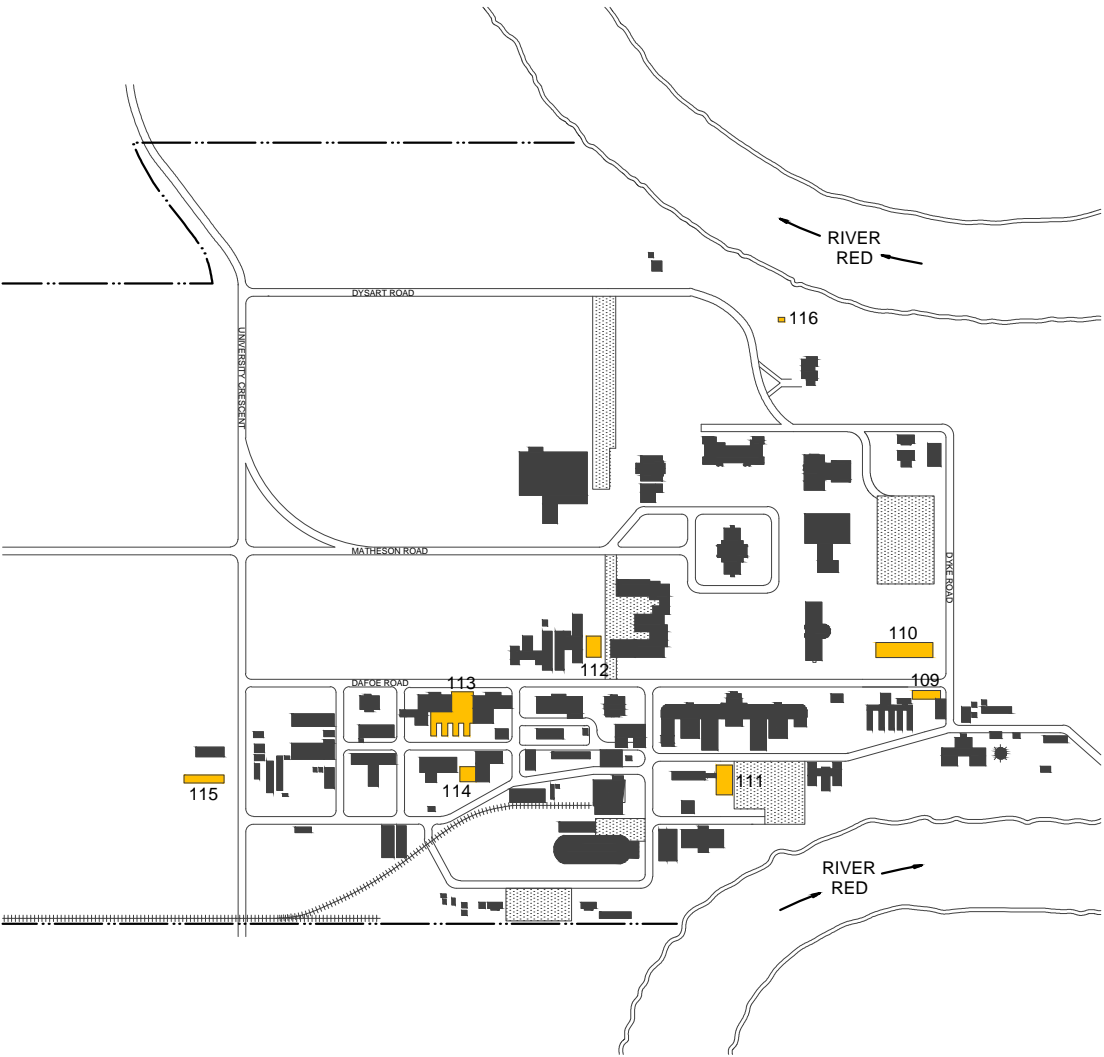 RIVER
RED
DYSART ROAD
116
UNIVERSITY CRESCENT
MATHESON ROAD
DYKE ROAD
110
112
DAFOE ROAD
113
109
111
114
115
RIVER
RED